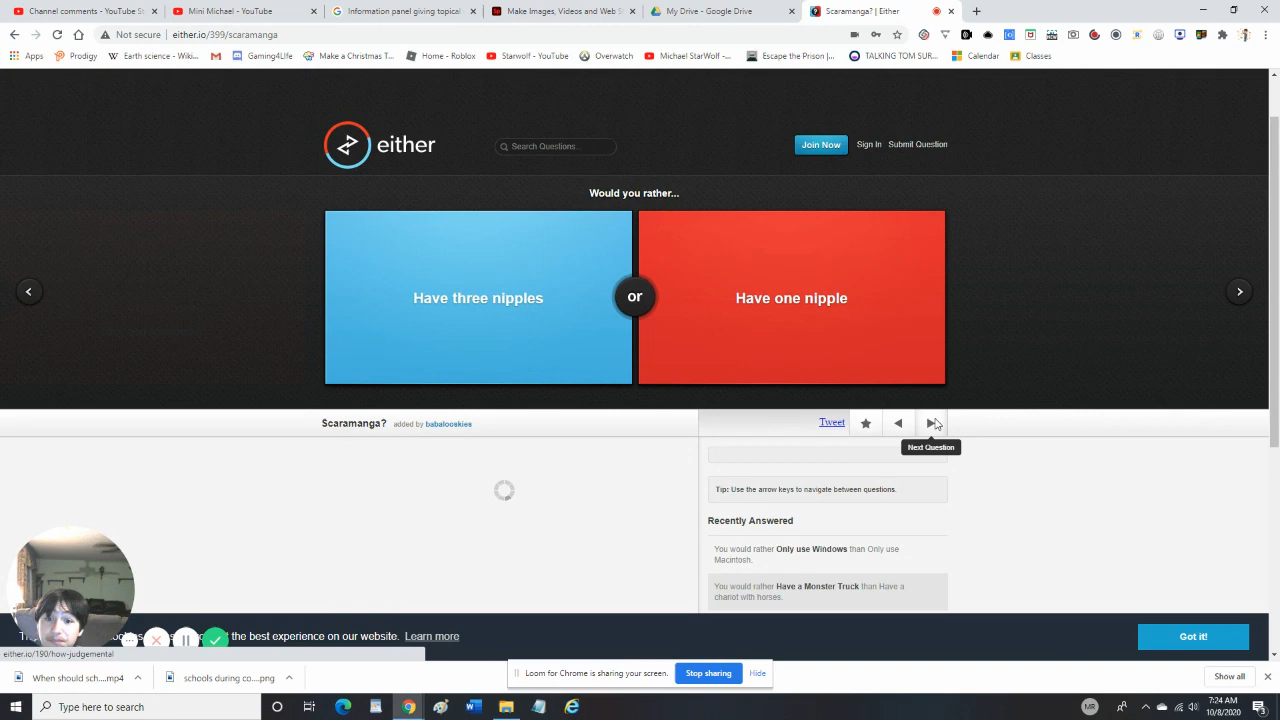 Channel comments - YouTube St
Mini Michael - YouTube
Information panel giving topical
Make Images, Videos and Web S
My Drive - Google Drive
Scaramanga? | Either
Not secure | either.io/399/scaramanga
Apps
Prodigy
Earth science - Wiki...
Gaming4Life
Make a Christmas T...
Home - Roblox
Starwolf - YouTube
Overwatch
Michael StarWolf -...
Escape the Prison |...
TALKING TOM SUR...
Calendar
Classes
either
Search Questions...
Join Now
Sign In
Submit Question
Would you rather...
Have three nipples
or
Have one nipple
Scaramanga? added by babalooskies
Tweet
Next Question
Tip: Use the arrow keys to navigate between questions.
Recently Answered
You would rather Only use Windows than Only use
Macintosh.
You would rather Have a Monster Truck than Have a
chariot with horses.
the best experience on our website. Learn more
Got it!
either.io/190/how-judgemental
When should sch....mp4
schools during co....png
Loom for Chrome is sharing your screen.
Stop sharing
Hide
Show all
Type here to search
MR
7:24 AM
10/8/2020